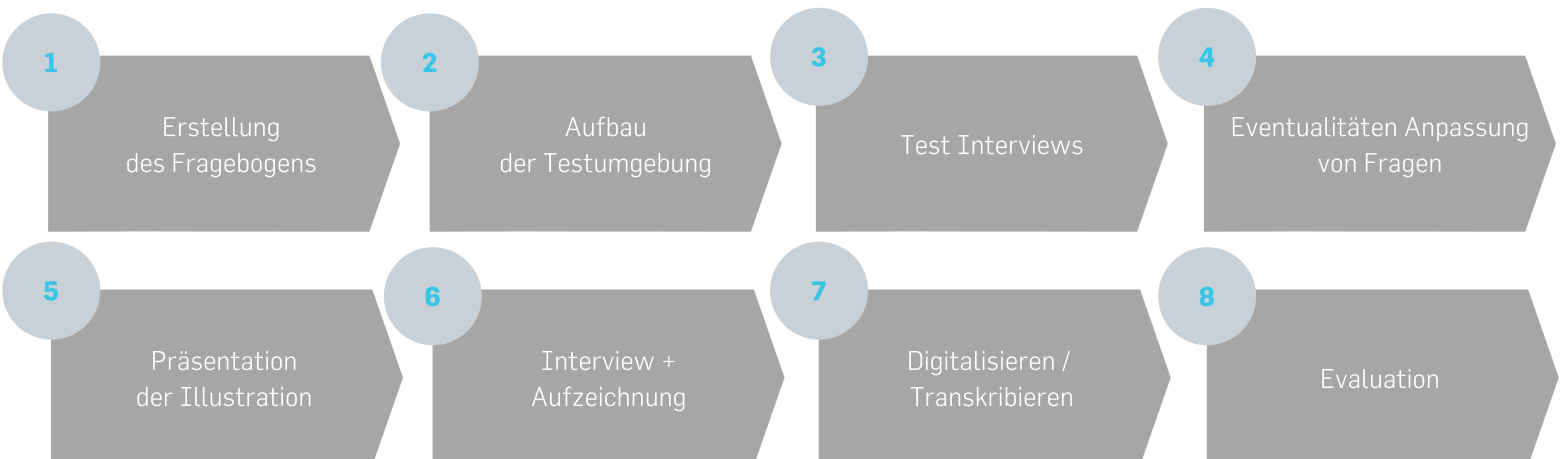 1
Erstellung
des Fragebogens
2
Aufbau
der Testumgebung
3
Test Interviews
4
Eventualitäten Anpassung
von Fragen
5
Präsentation
der Illustration
6
Interview +
Aufzeichnung
7
Digitalisieren /
Transkribieren
8
Evaluation